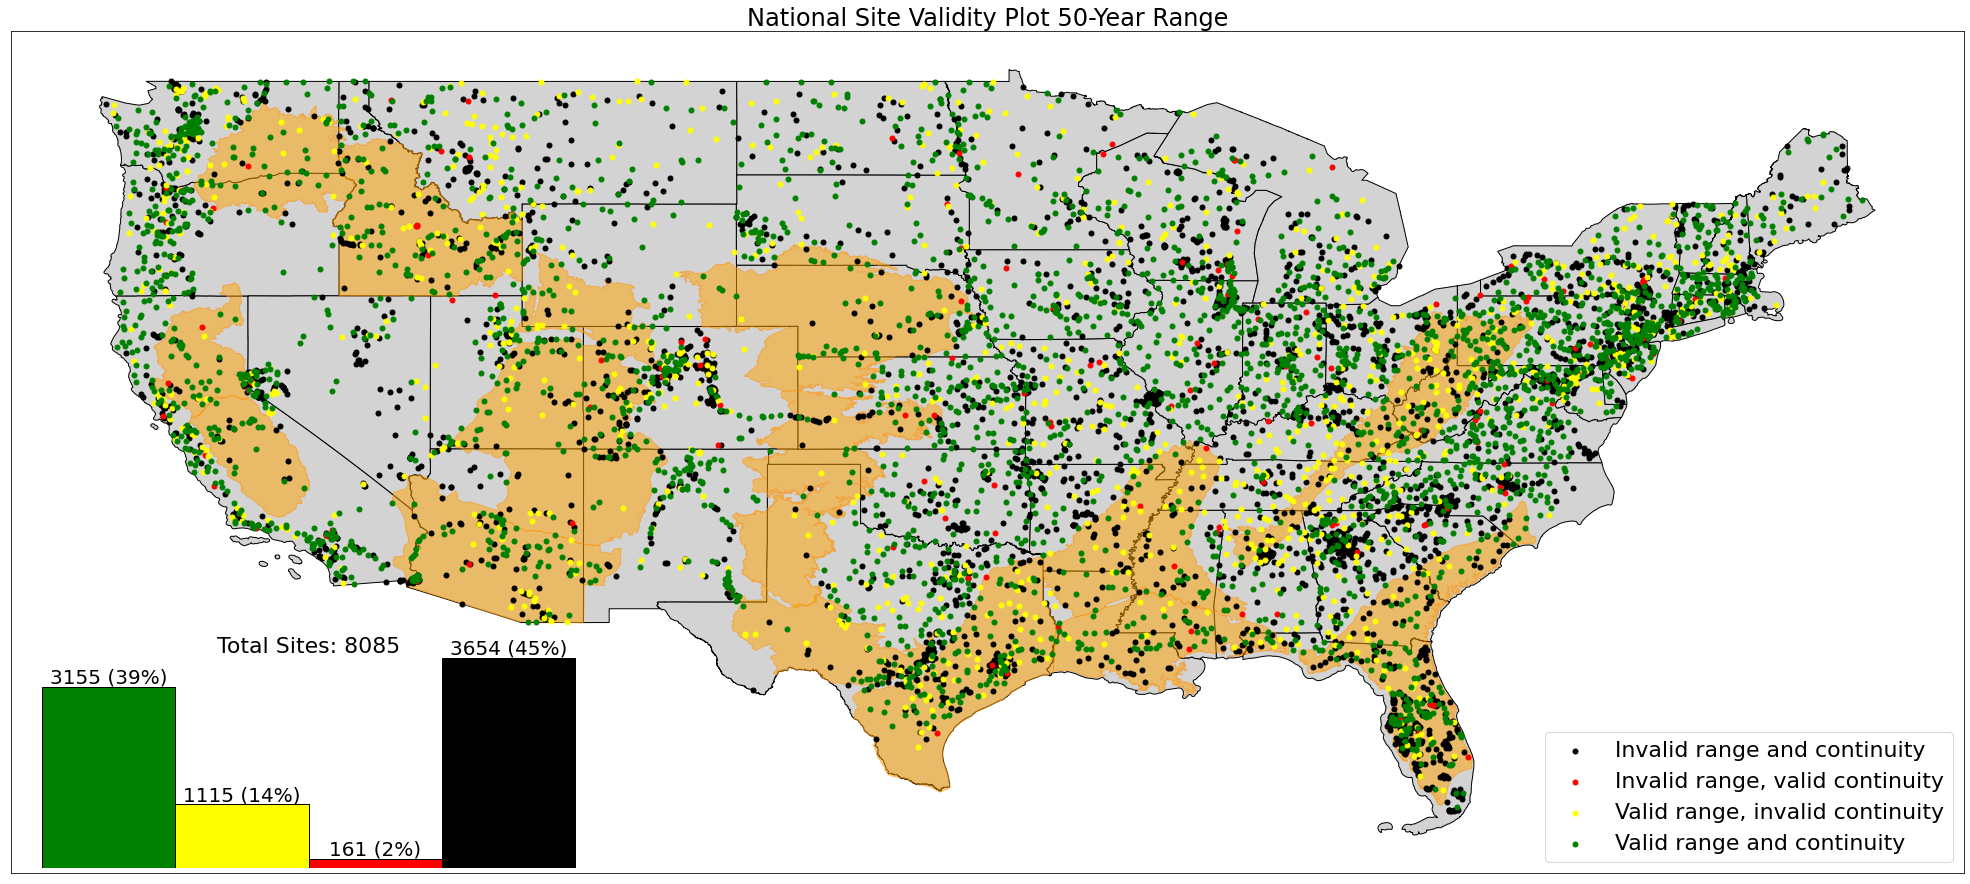 National Site Validity Plot 50-Year Range
Total Sites: 8085
3155 (39%)
1115 (14%)
161 (2%)
3654 (45%)
Invalid range and continuity
Invalid range, valid continuity
Valid range, invalid continuity
Valid range and continuity